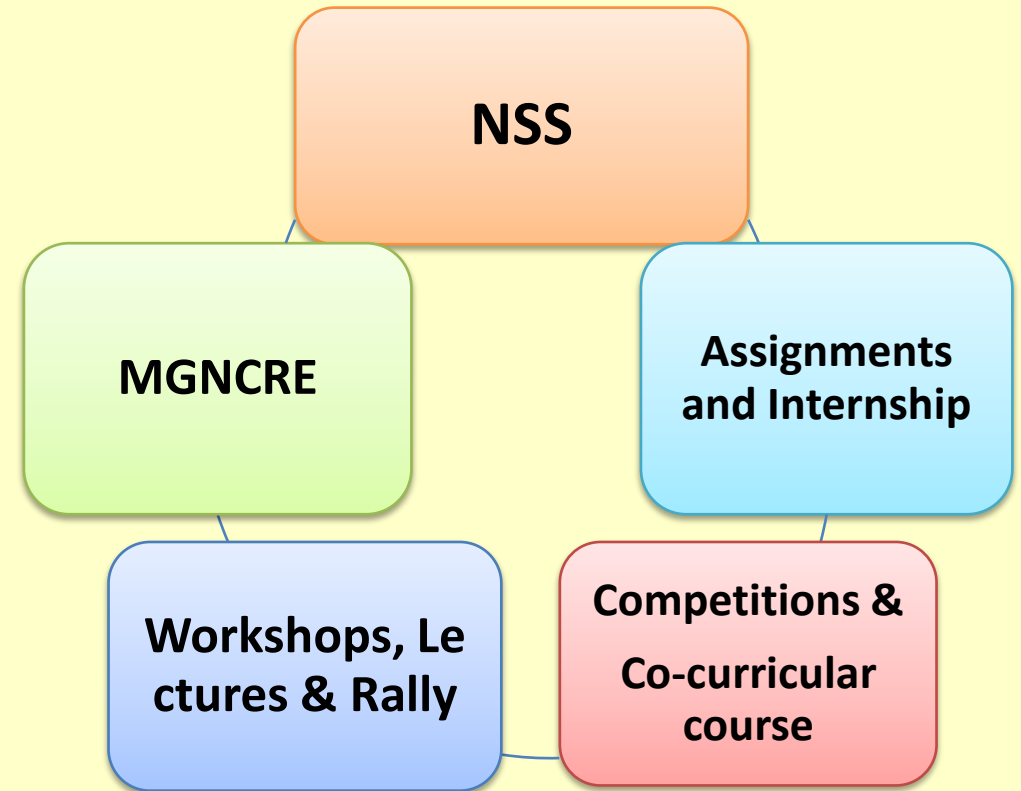 NSS
MGNCRE
Assignments
and Internship
Workshops, Le
ctures & Rally
Competitions &
Co-curricular
course